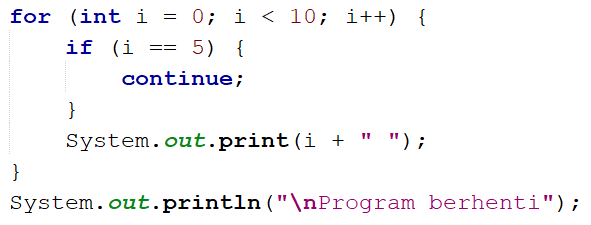 for (int i = 0; i < 10; i++) {
    if (i == 5) {
        continue;
    }
    System.out.print(i + " ");
}
System.out.println("\nProgram berhenti");